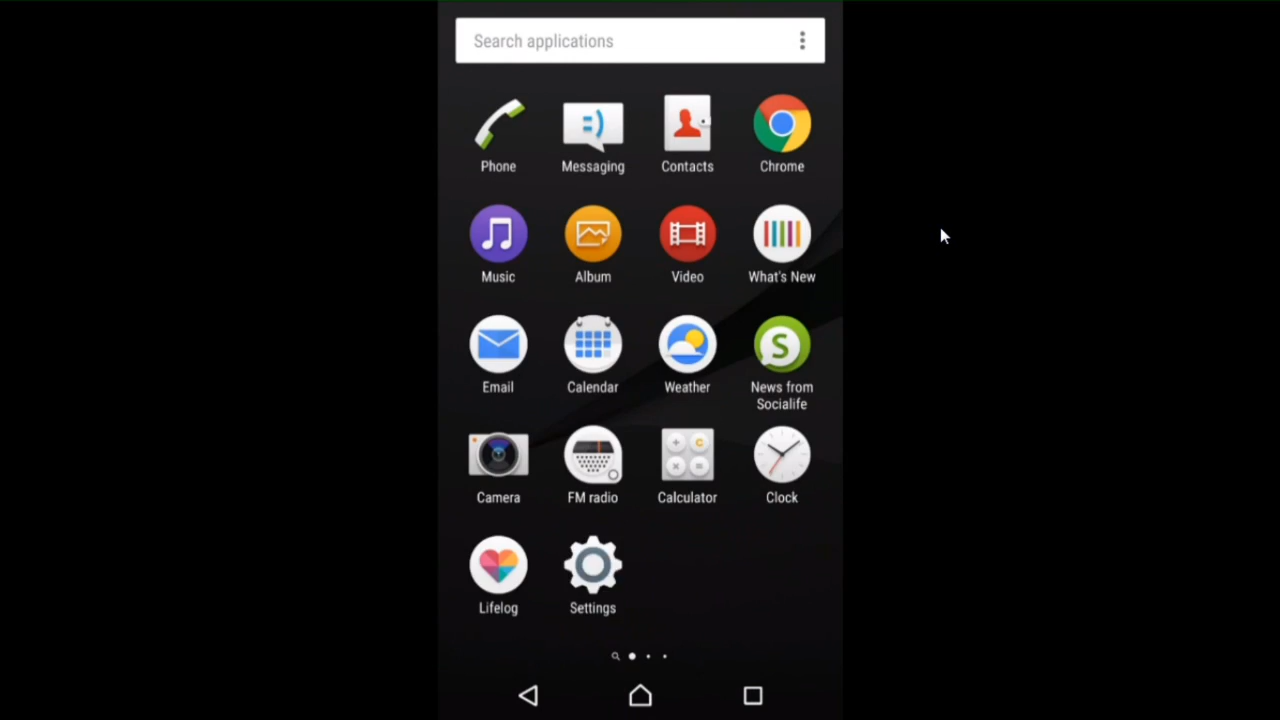 Search applications
Phone
Messaging
Contacts
Chrome
Music
Album
Video
What's New
Email
Calendar
Weather
News from
Socialife
Camera
FM radio
Calculator
Clock
Lifelog
Settings